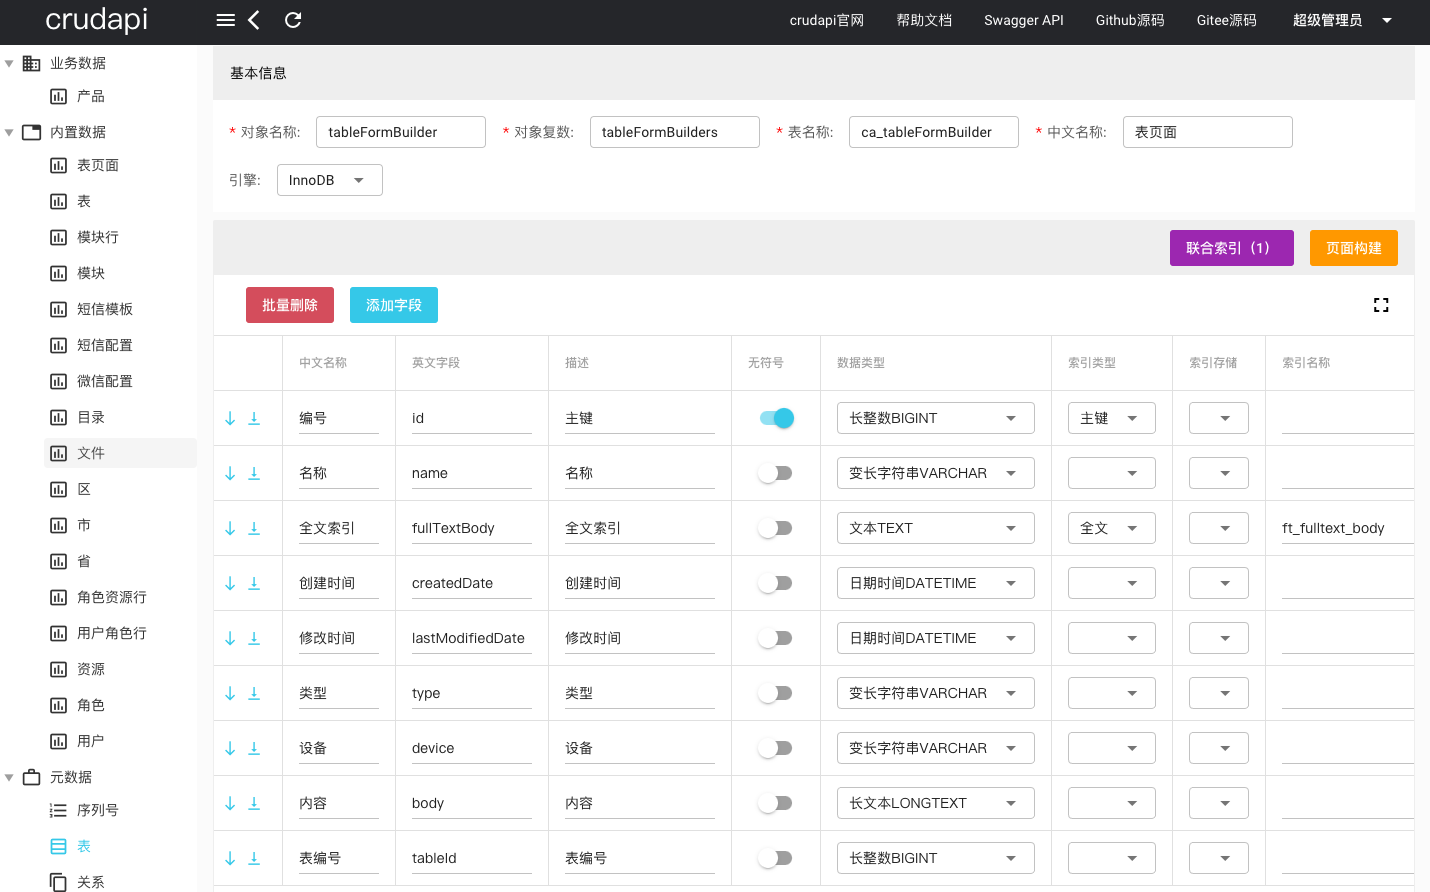 crudapi
crudapi官网 帮助文档 Swagger API Github源码 Gitee源码 超级管理员
业务数据
产品
内置数据
表页面
表
模块行
模块
短信模板
短信配置
微信配置
目录
文件
区
市
省
角色资源行
用户角色行
资源
角色
用户
元数据
序列号
表
关系
基本信息
* 对象名称: tableFormBuilder * 对象复数: tableFormBuilders * 表名称: ca_tableFormBuilder * 中文名称: 表页面
引擎: InnoDB
联合索引（1） 页面构建
批量删除 添加字段
中文名称 英文字段 描述 无符号 数据类型 索引类型 索引存储 索引名称
编号 id 主键 长整数BIGINT 主键
名称 name 名称 变长字符串VARCHAR
全文索引 fullTextBody 全文索引 文本TEXT 全文 ft_fulltext_body
创建时间 createdDate 创建时间 日期时间DATETIME
修改时间 lastModifiedDate 修改时间 日期时间DATETIME
类型 type 类型 变长字符串VARCHAR
设备 device 设备 变长字符串VARCHAR
内容 body 内容 长文本LONGTEXT
表编号 tableId 表编号 长整数BIGINT